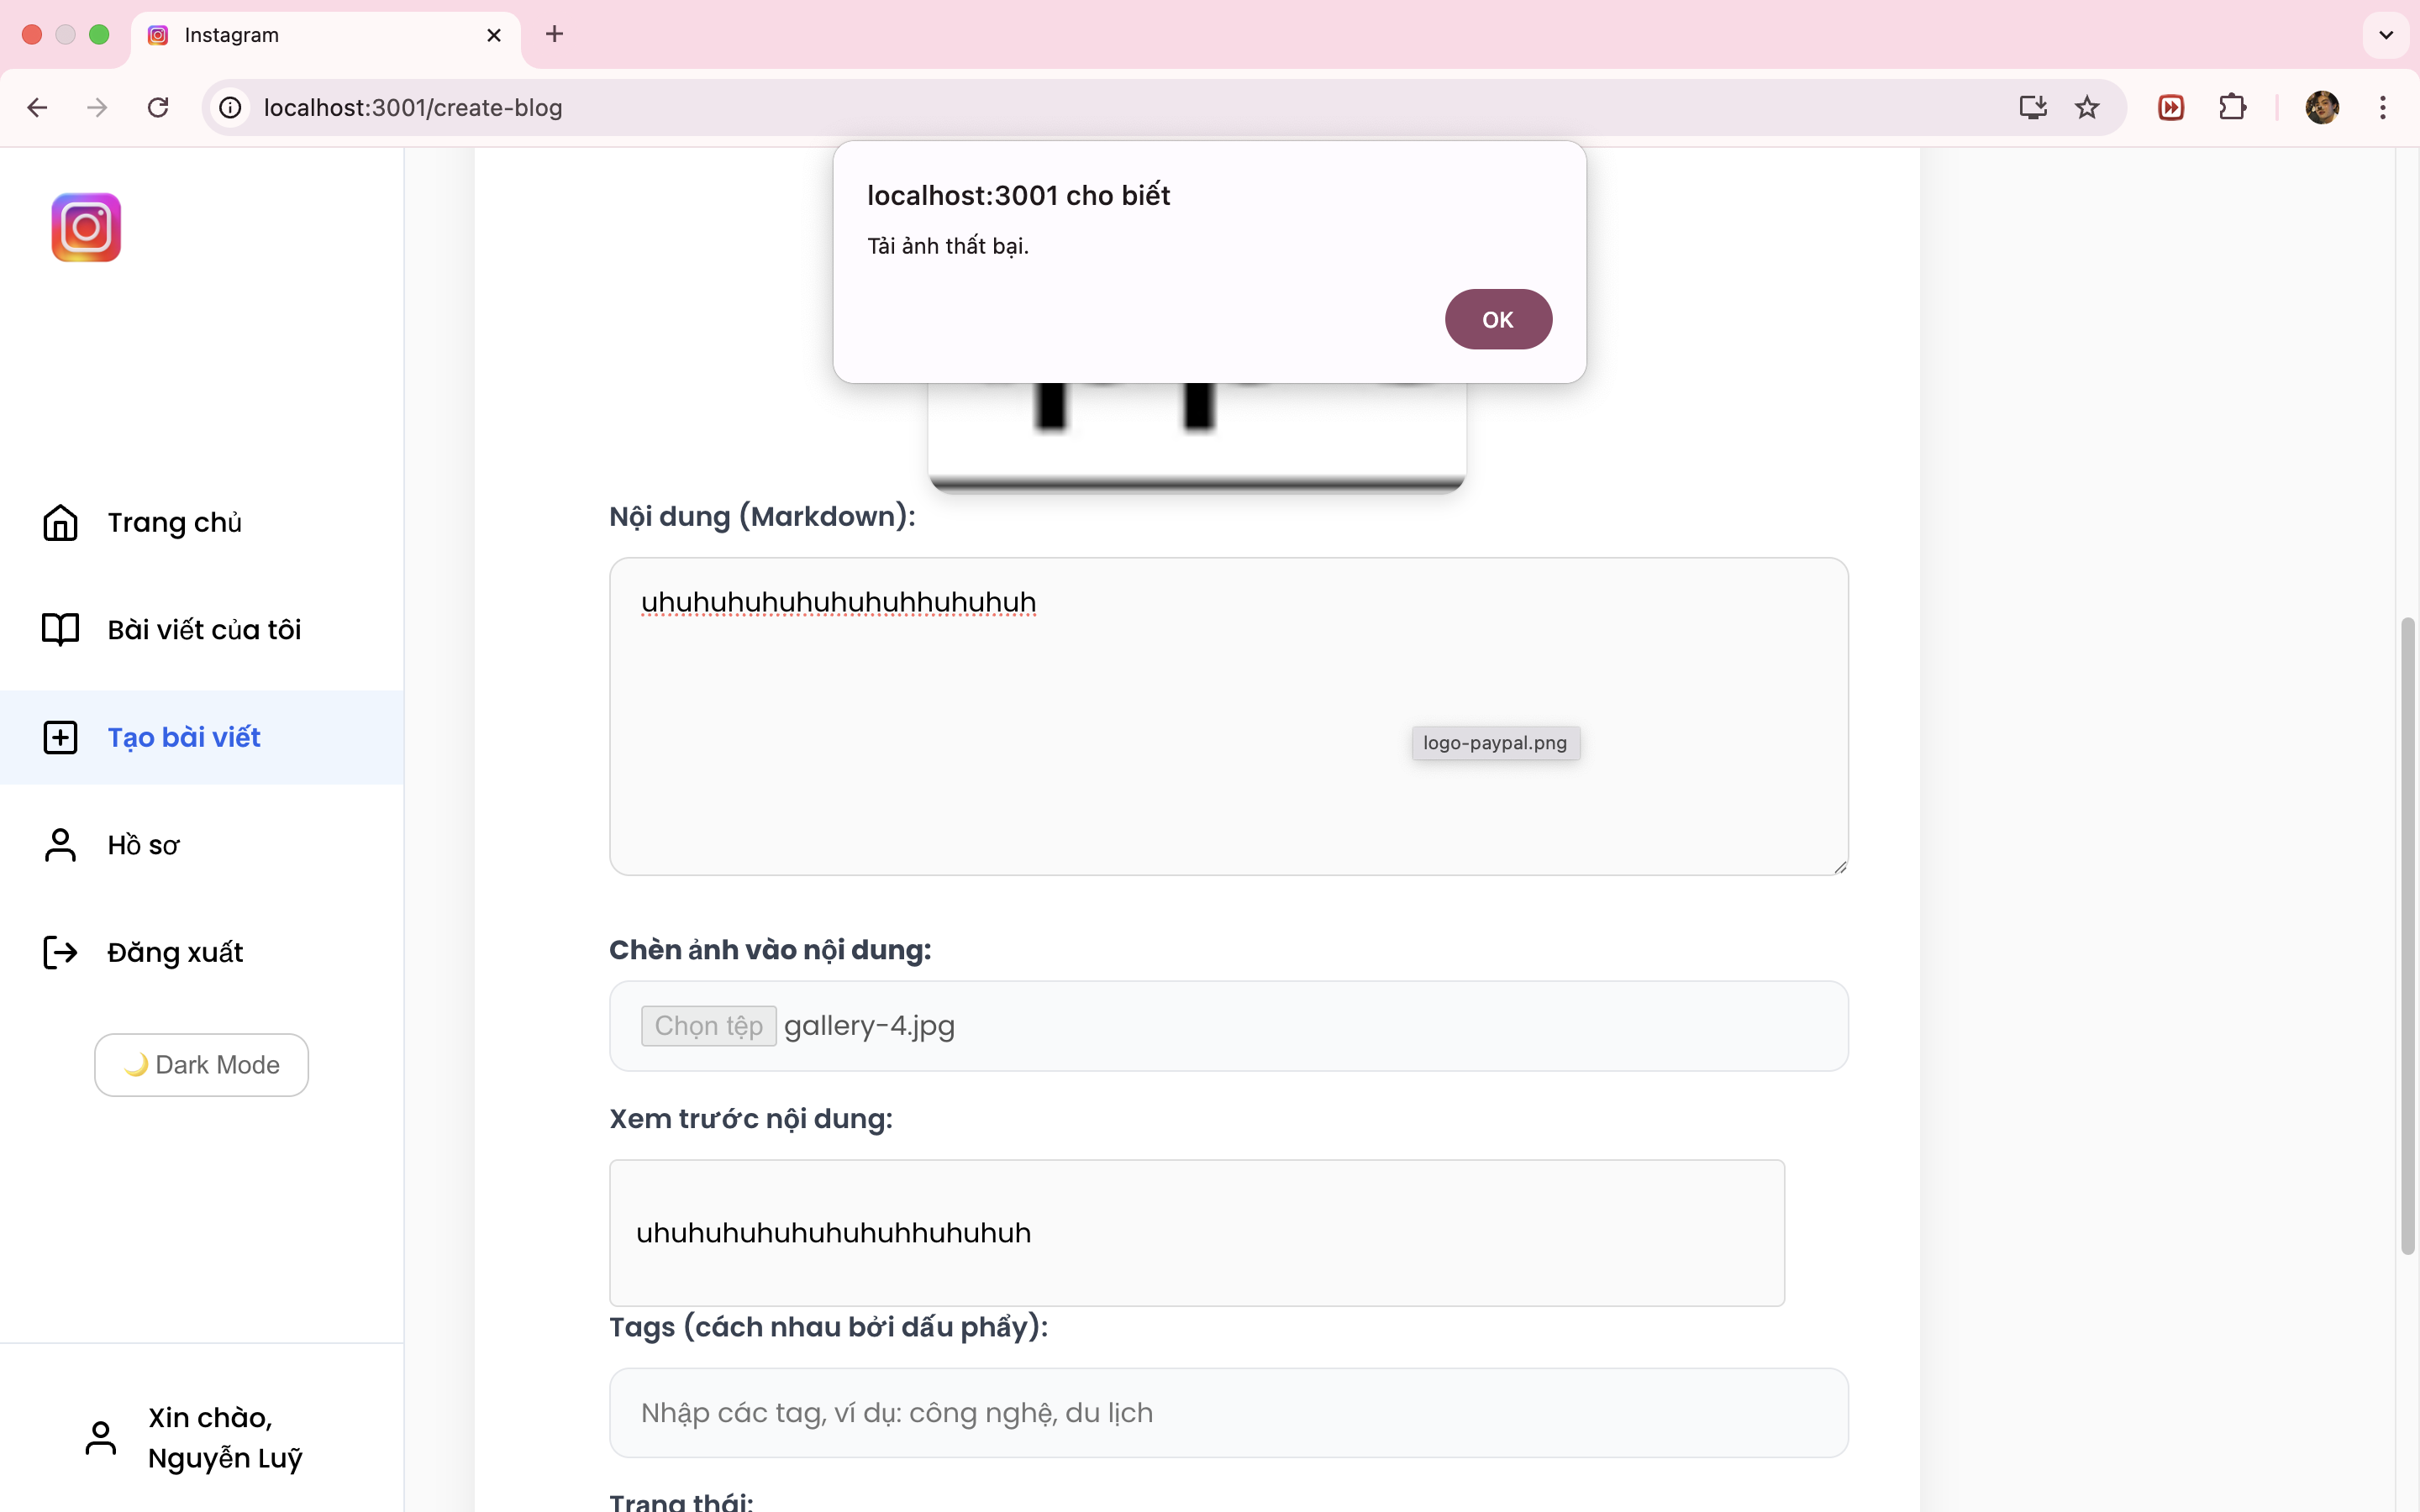 Instagram
localhost:3001/create-blog
localhost:3001 cho biết
Tải ảnh thất bại.
OK
Trang chủ
Bài viết của tôi
Tạo bài viết
Hồ sơ
Đăng xuất
🌙 Dark Mode
Xin chào,
Nguyễn Luỹ
Nội dung (Markdown):
uhuhuhuhuhuhuhuhhuhuhuh
logo-paypal.png
Chèn ảnh vào nội dung:
Chọn tệp gallery-4.jpg
Xem trước nội dung:
uhuhuhuhuhuhuhuhhuhuhuh
Tags (cách nhau bởi dấu phẩy):
Nhập các tag, ví dụ: công nghệ, du lịch
Trạng thái: